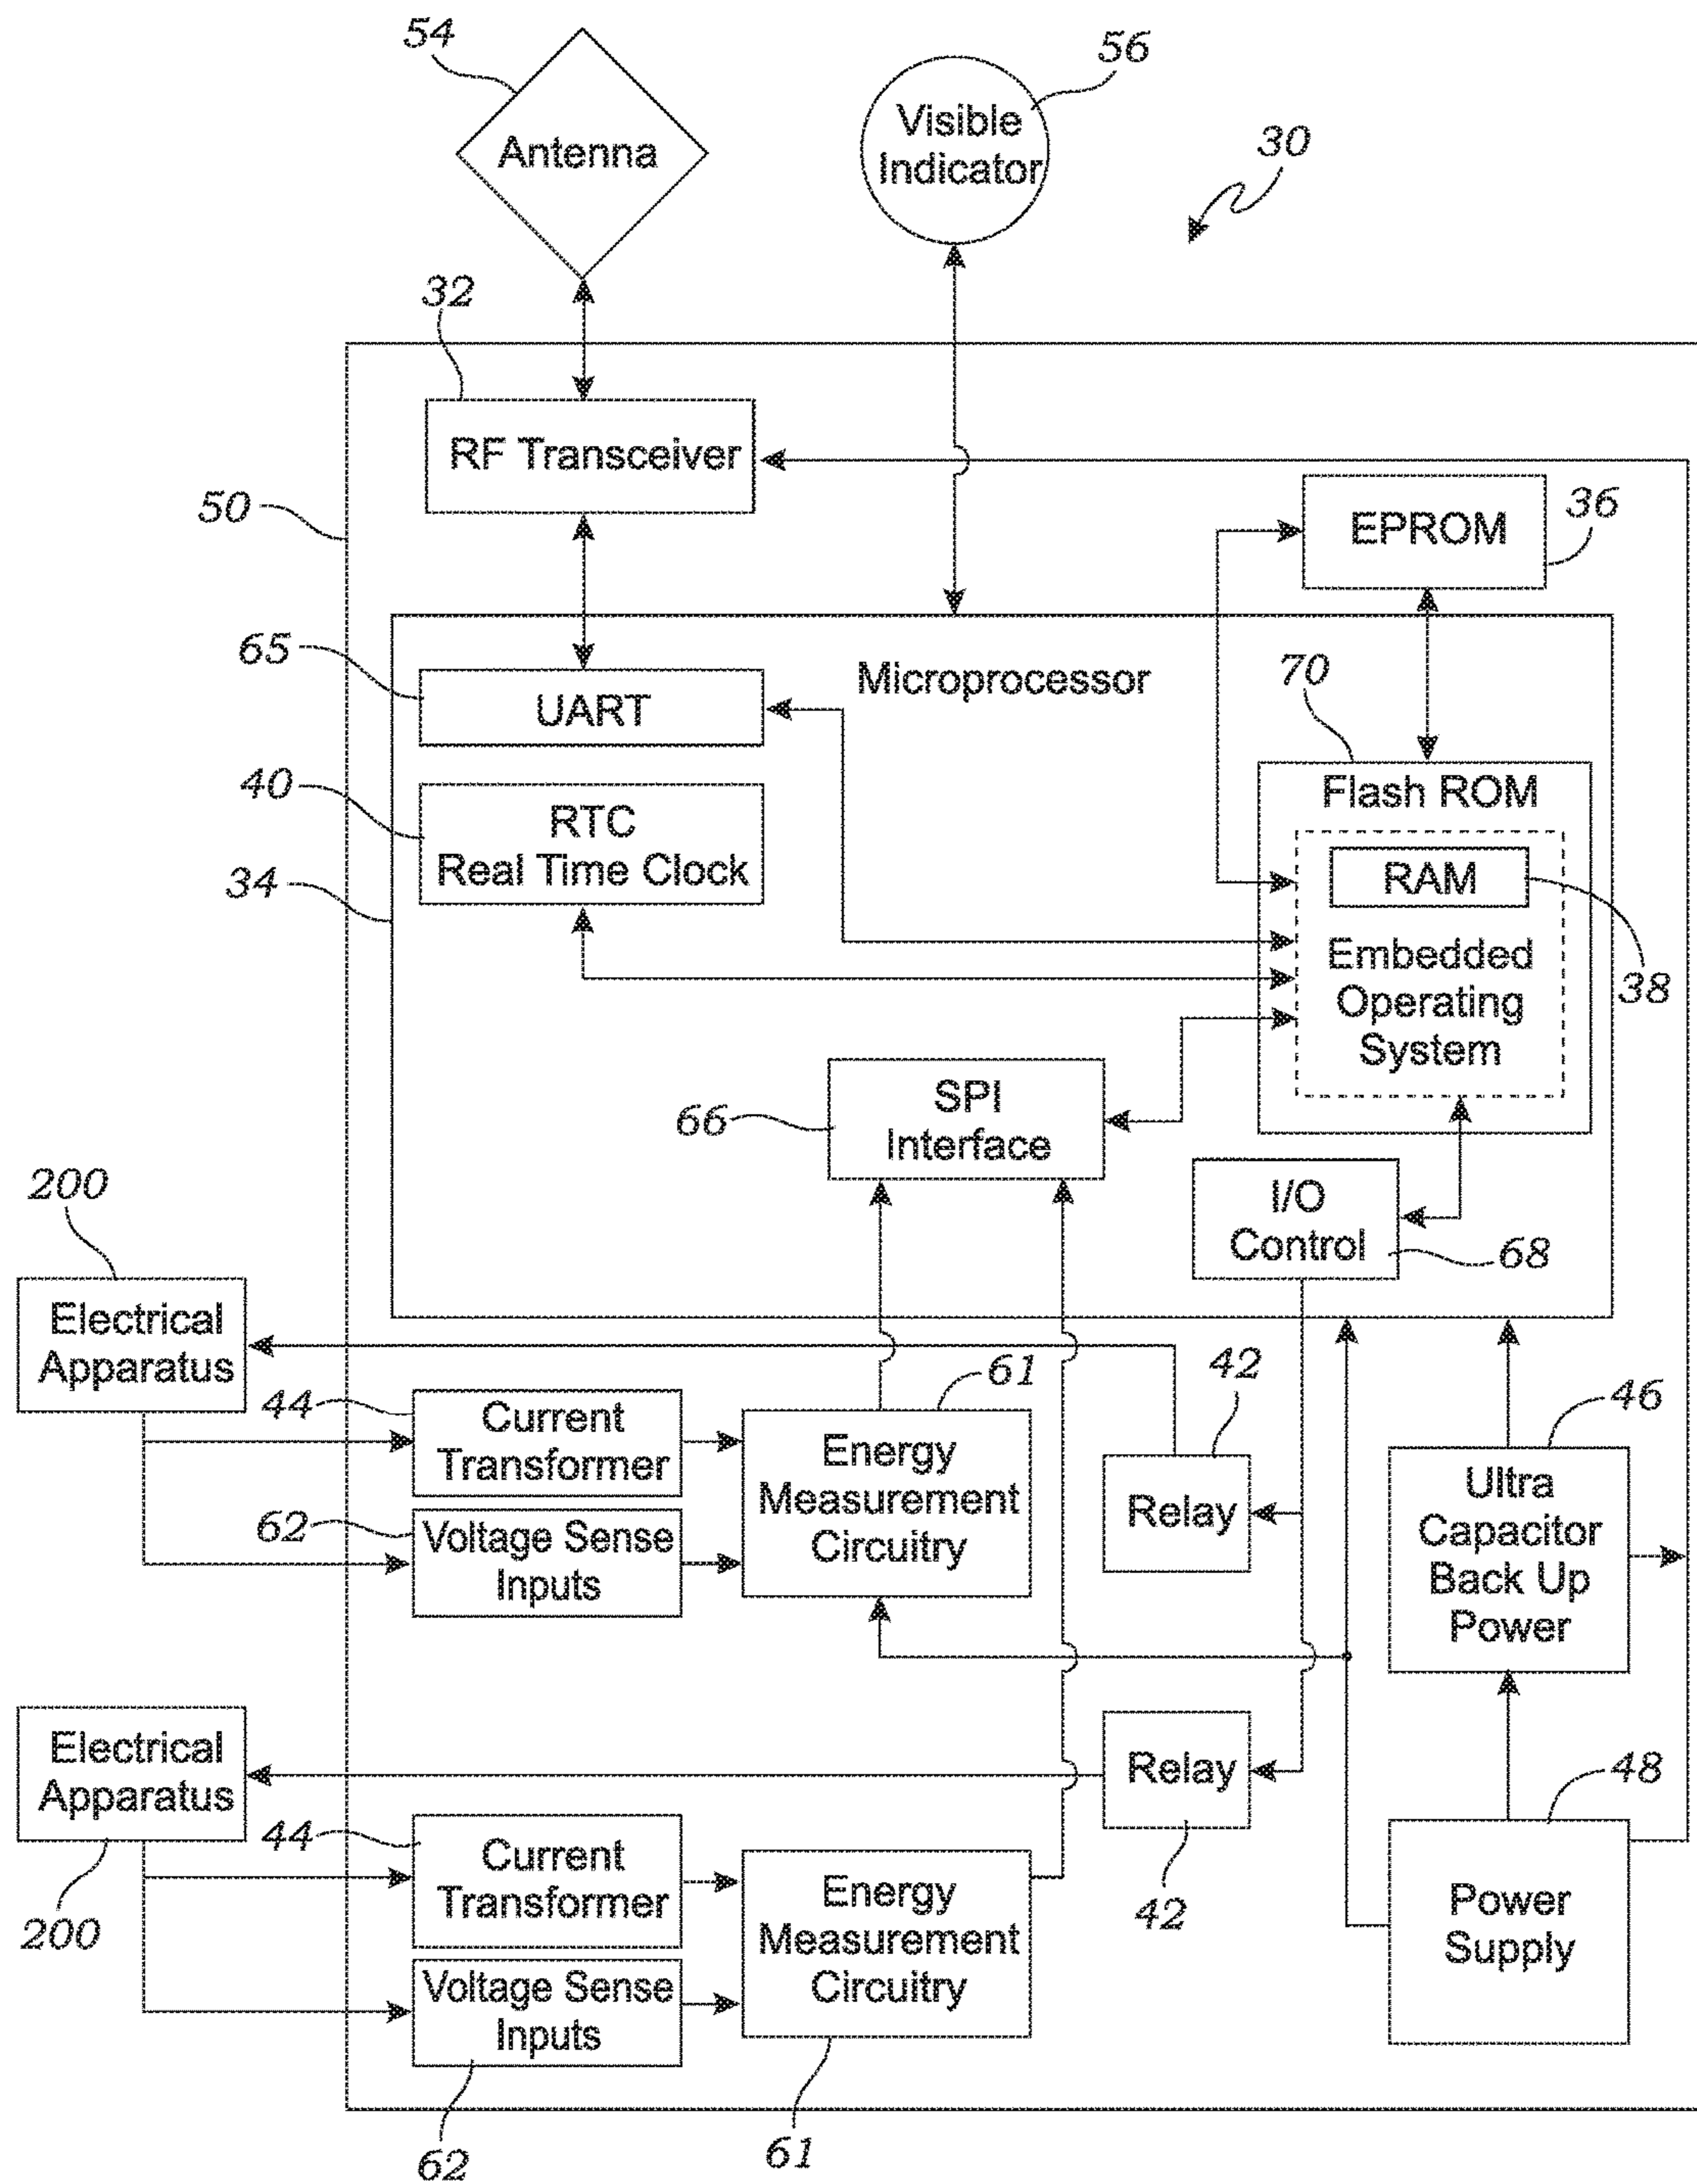 54
Antenna
56
Visible
Indicator
30
32
RF Transceiver
50
EPROM
36
65
UART
Microprocessor
70
Flash ROM
40
RTC
Real Time Clock
34
RAM
38
Embedded
Operating
System
66
SPI
Interface
I/O
Control
68
200
Electrical
Apparatus
44
Current
Transformer
61
Energy
Measurement
Circuitry
62
Voltage Sense
Inputs
42
Relay
46
Ultra
Capacitor
Back Up
Power
Electrical
Apparatus
200
44
Current
Transformer
Voltage Sense
Inputs
62
Energy
Measurement
Circuitry
61
Relay
42
48
Power
Supply